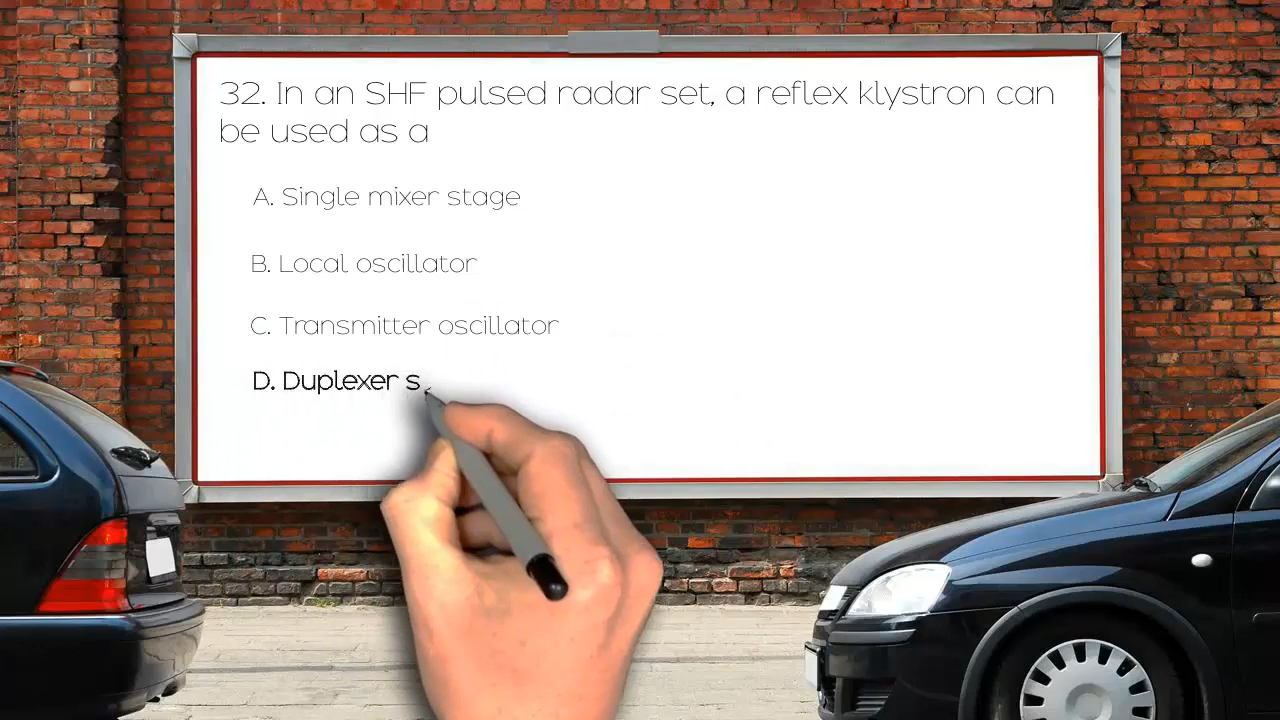 32. In an SHF pulsed radar set, a reflex klystron can
be used as a
A. Single mixer stage
B. Local oscillator
C. Transmitter oscillator
D. Duplexer s